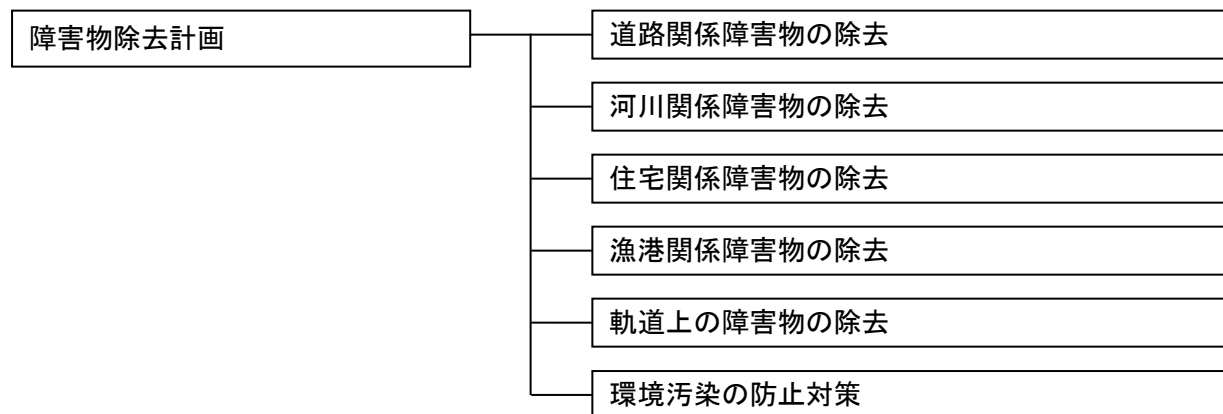 障害物除去計画
道路関係障害物の除去
河川関係障害物の除去
住宅関係障害物の除去
漁港関係障害物の除去
軌道上の障害物の除去
環境汚染の防止対策